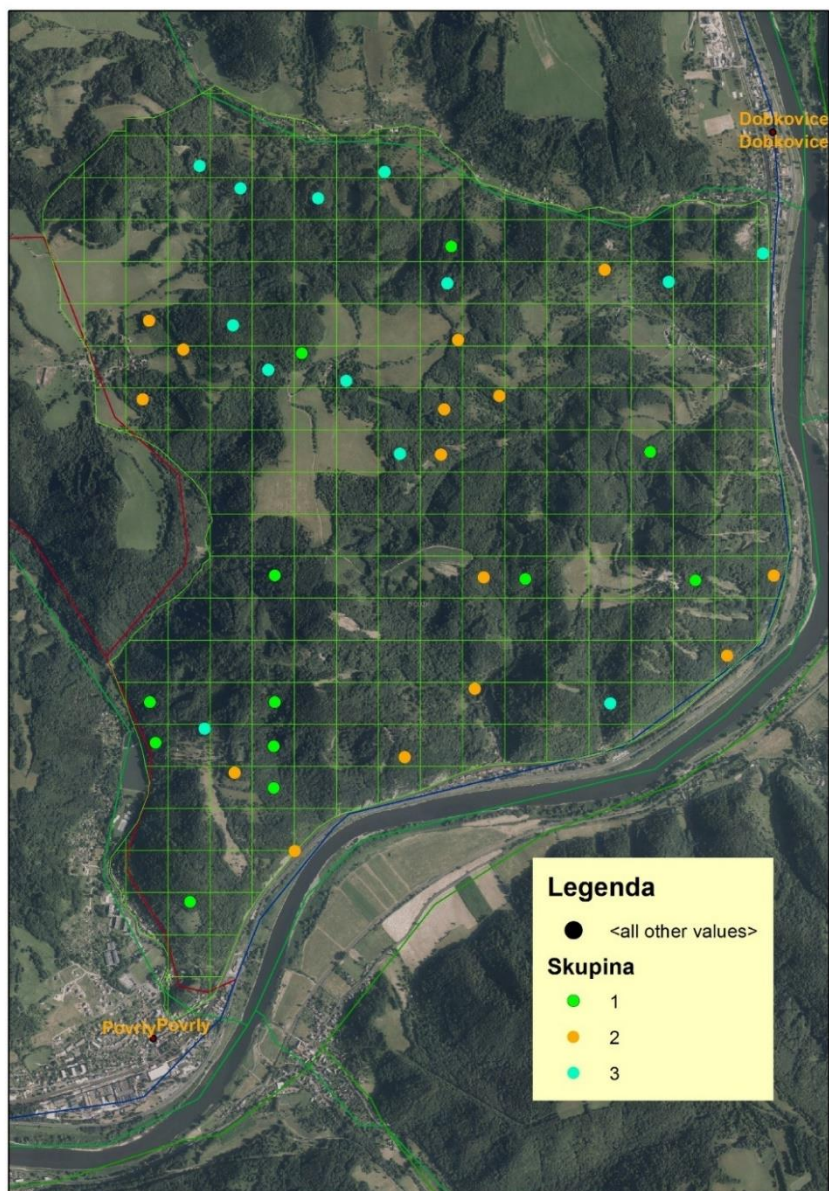 Dobkovice
Dobkovice
Legenda
<all other values>
Skupina
1
2
3
Povrly Povrly